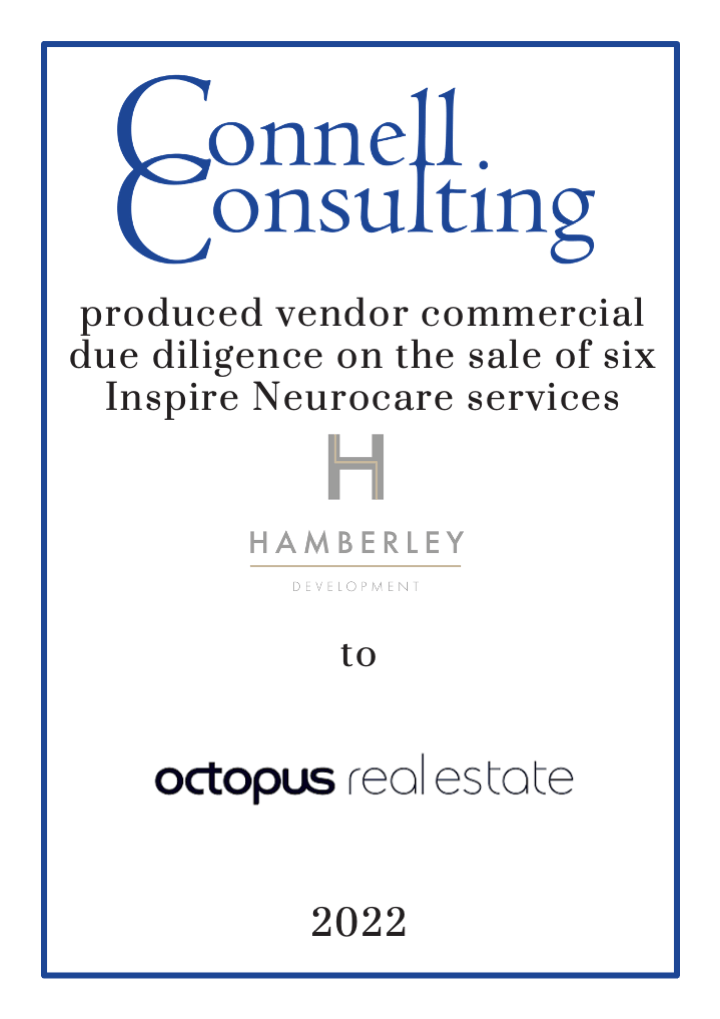 Connell
Consulting
produced vendor commercial
due diligence on the sale of six
Inspire Neurocare services
H
HAMBERLEY
DEVELOPMENT
to
octopus real estate
2022